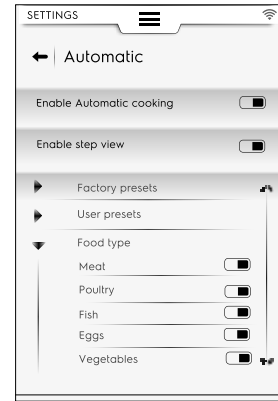 SETTINGS
Automatic
Enable Automatic cooking
Enable step view
Factory presets
User presets
Food type
Meat
Poultry
Fish
Eggs
Vegetables